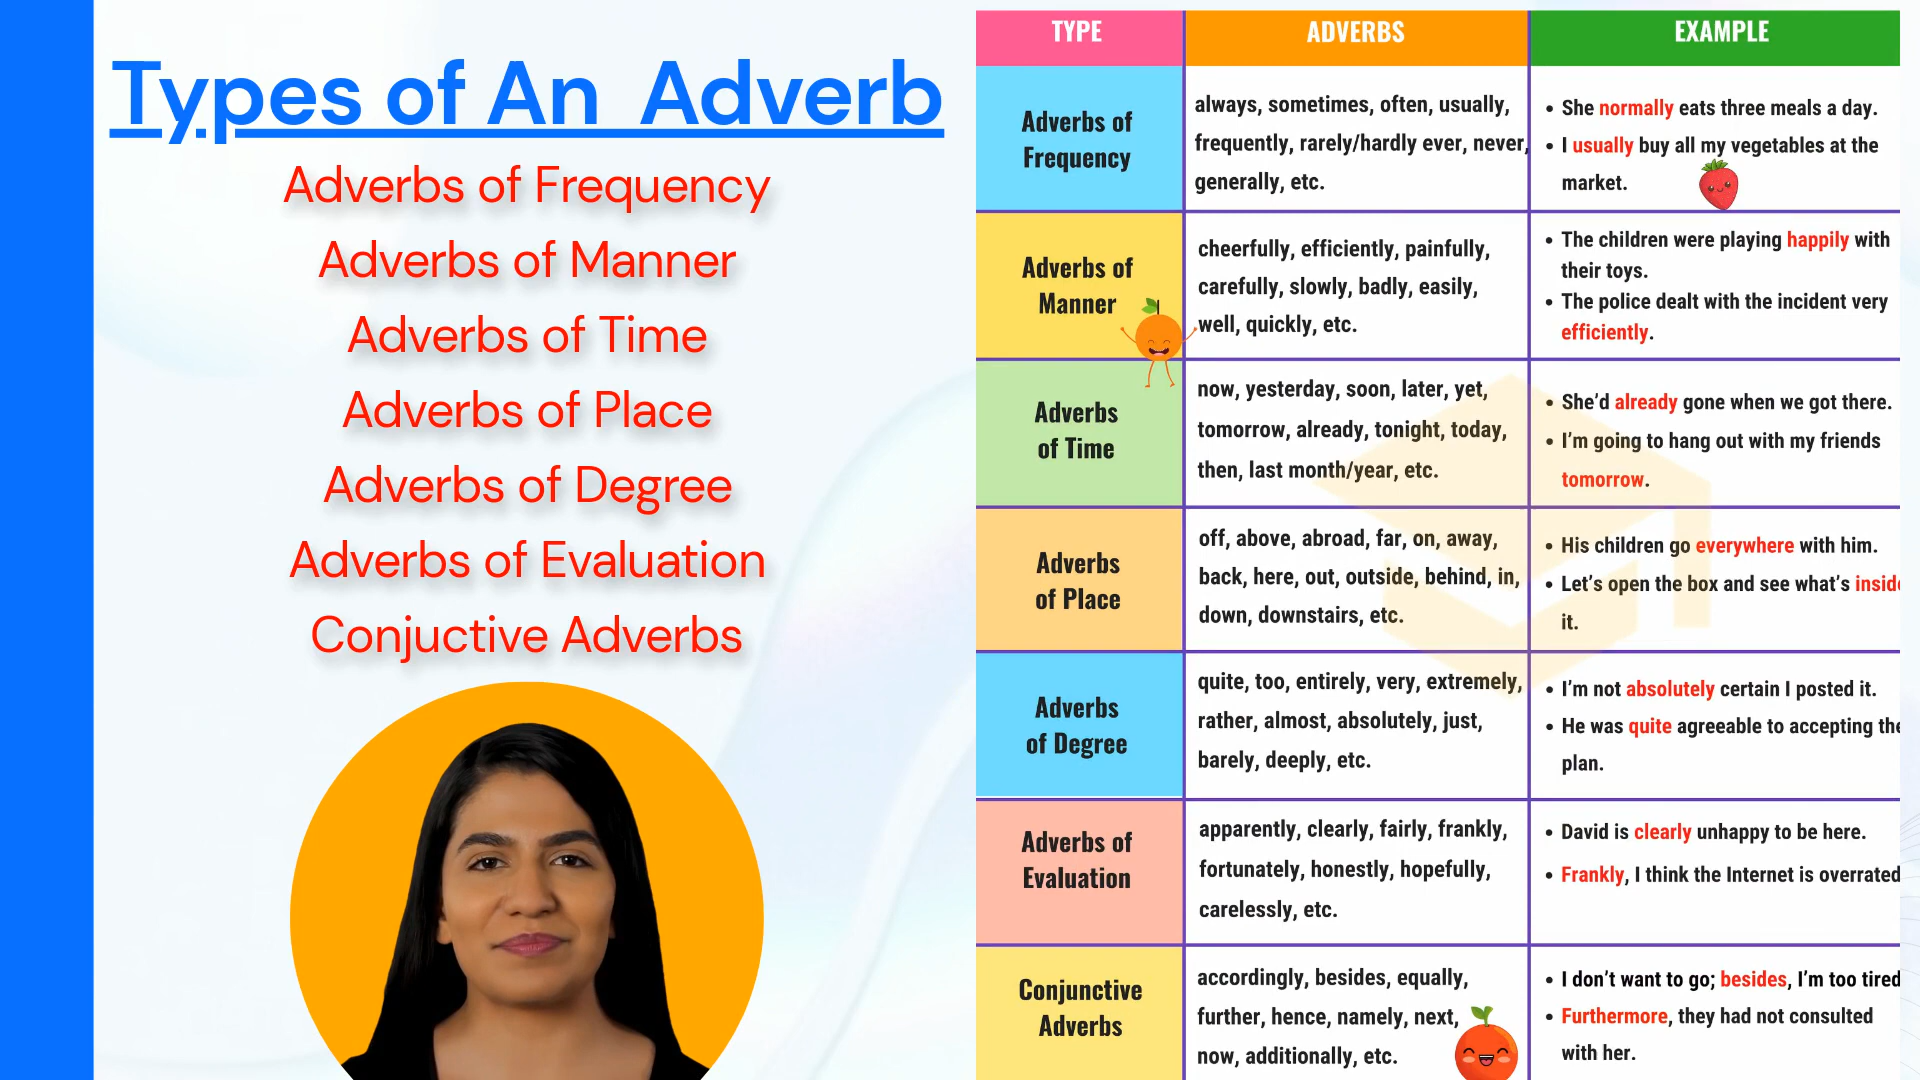 Types of An Adverb
Adverbs of Frequency
Adverbs of Manner
Adverbs of Time
Adverbs of Place
Adverbs of Degree
Adverbs of Evaluation
Conjuctive Adverbs
TYPE
ADVERBS
EXAMPLE
Adverbs of
Frequency
always, sometimes, often, usually,
frequently, rarely/hardly ever, never,
generally, etc.
• She normally eats three meals a day.
• I usually buy all my vegetables at the
market.
Adverbs of
Manner
cheerfully, efficiently, painfully,
carefully, slowly, badly, easily,
well, quickly, etc.
• The children were playing happily with
their toys.
• The police dealt with the incident very
efficiently.
Adverbs
of Time
now, yesterday, soon, later, yet,
tomorrow, already, tonight, today,
then, last month/year, etc.
• She’d already gone when we got there.
• I’m going to hang out with my friends
tomorrow.
Adverbs
of Place
off, above, abroad, far, on, away,
back, here, out, outside, behind, in,
down, downstairs, etc.
• His children go everywhere with him.
• Let’s open the box and see what’s inside
it.
Adverbs
of Degree
quite, too, entirely, very, extremely,
rather, almost, absolutely, just,
barely, deeply, etc.
• I’m not absolutely certain I posted it.
• He was quite agreeable to accepting the
plan.
Adverbs of
Evaluation
apparently, clearly, fairly, frankly,
fortunately, honestly, hopefully,
carelessly, etc.
• David is clearly unhappy to be here.
• Frankly, I think the Internet is overrated
Conjunctive
Adverbs
accordingly, besides, equally,
further, hence, namely, next,
now, additionally, etc.
• I don’t want to go; besides, I’m too tired
• Furthermore, they had not consulted
with her.